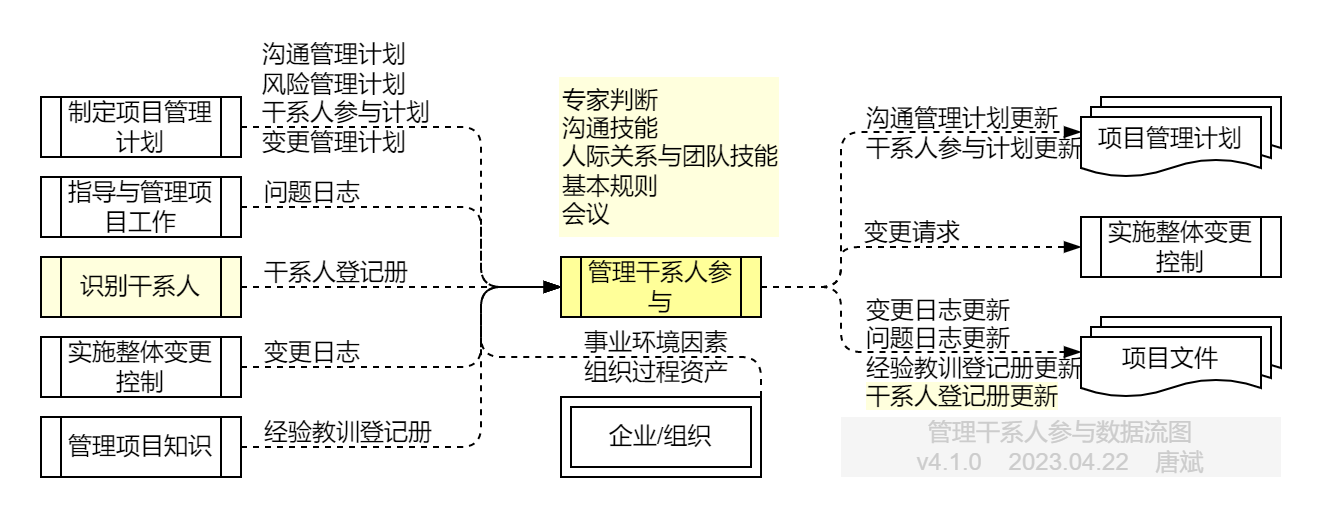 沟通管理计划
风险管理计划
干系人参与计划
变更管理计划
制定项目管理
计划
问题日志
指导与管理项
目工作
干系人登记册
识别干系人
变更日志
实施整体变更
控制
经验教训登记册
管理项目知识
专家判断
沟通技能
人际关系与团队技能
基本规则
会议
管理干系人参
与
事业环境因素
组织过程资产
企业/组织
沟通管理计划更新
干系人参与计划更新
项目管理计划
变更请求
实施整体变更
控制
变更日志更新
问题日志更新
经验教训登记册更新
干系人登记册更新
项目文件
管理干系人参与数据流图
v4.1.0 2023.04.22 唐斌